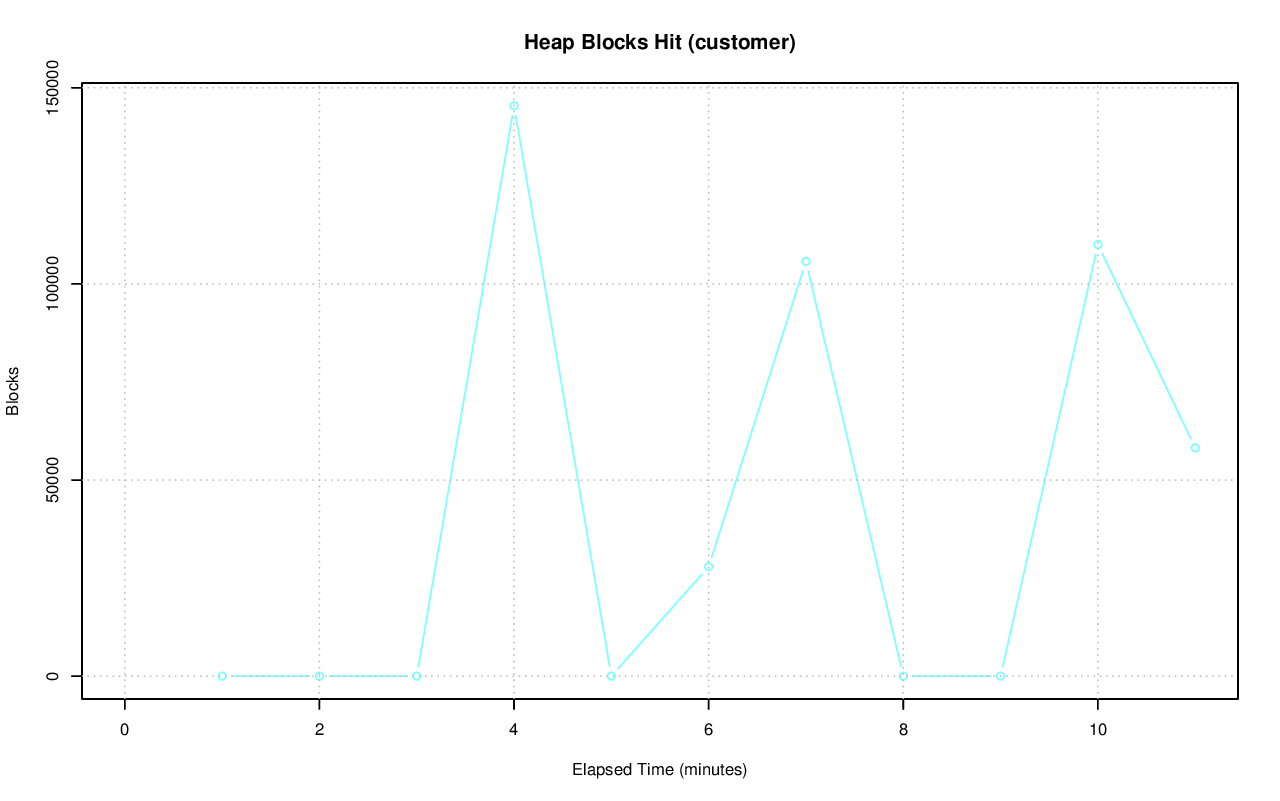 Heap Blocks Hit (customer)
150000
100000
50000
0
Blocks
0 2 4 6 8 10
Elapsed Time (minutes)